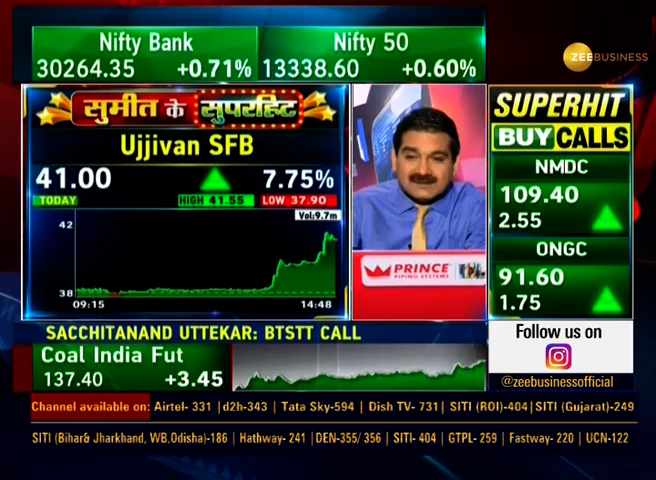 Nifty Bank
30264.35 +0.71%
Nifty 50
13338.60 +0.60%
ZEEBUSINESS
सुमीत के सुपरहिट
Ujjivan SFB
41.00 7.75%
TODAY HIGH 41.55 LOW 37.90
Vol:9.7m
42
38
09:15 14:48
PRINCE
PIPING SYSTEMS
SUPERHIT
BUY CALLS
NMDC
109.40
2.55
ONGC
91.60
1.75
SACCHITANAND UTTEKAR: BTSTT CALL
Coal India Fut
137.40 +3.45
Follow us on
@zeebusinessofficial
Channel available on: Airtel- 331 |d2h-343 | Tata Sky-594 | Dish TV- 731| SITI (ROI)-404|SITI (Gujarat)-249
SITI (Bihar& Jharkhand, WB,Odisha)-186 | Hathway- 241 |DEN-355/ 356 | SITI- 404 | GTPL- 259 | Fastway- 220 | UCN-122